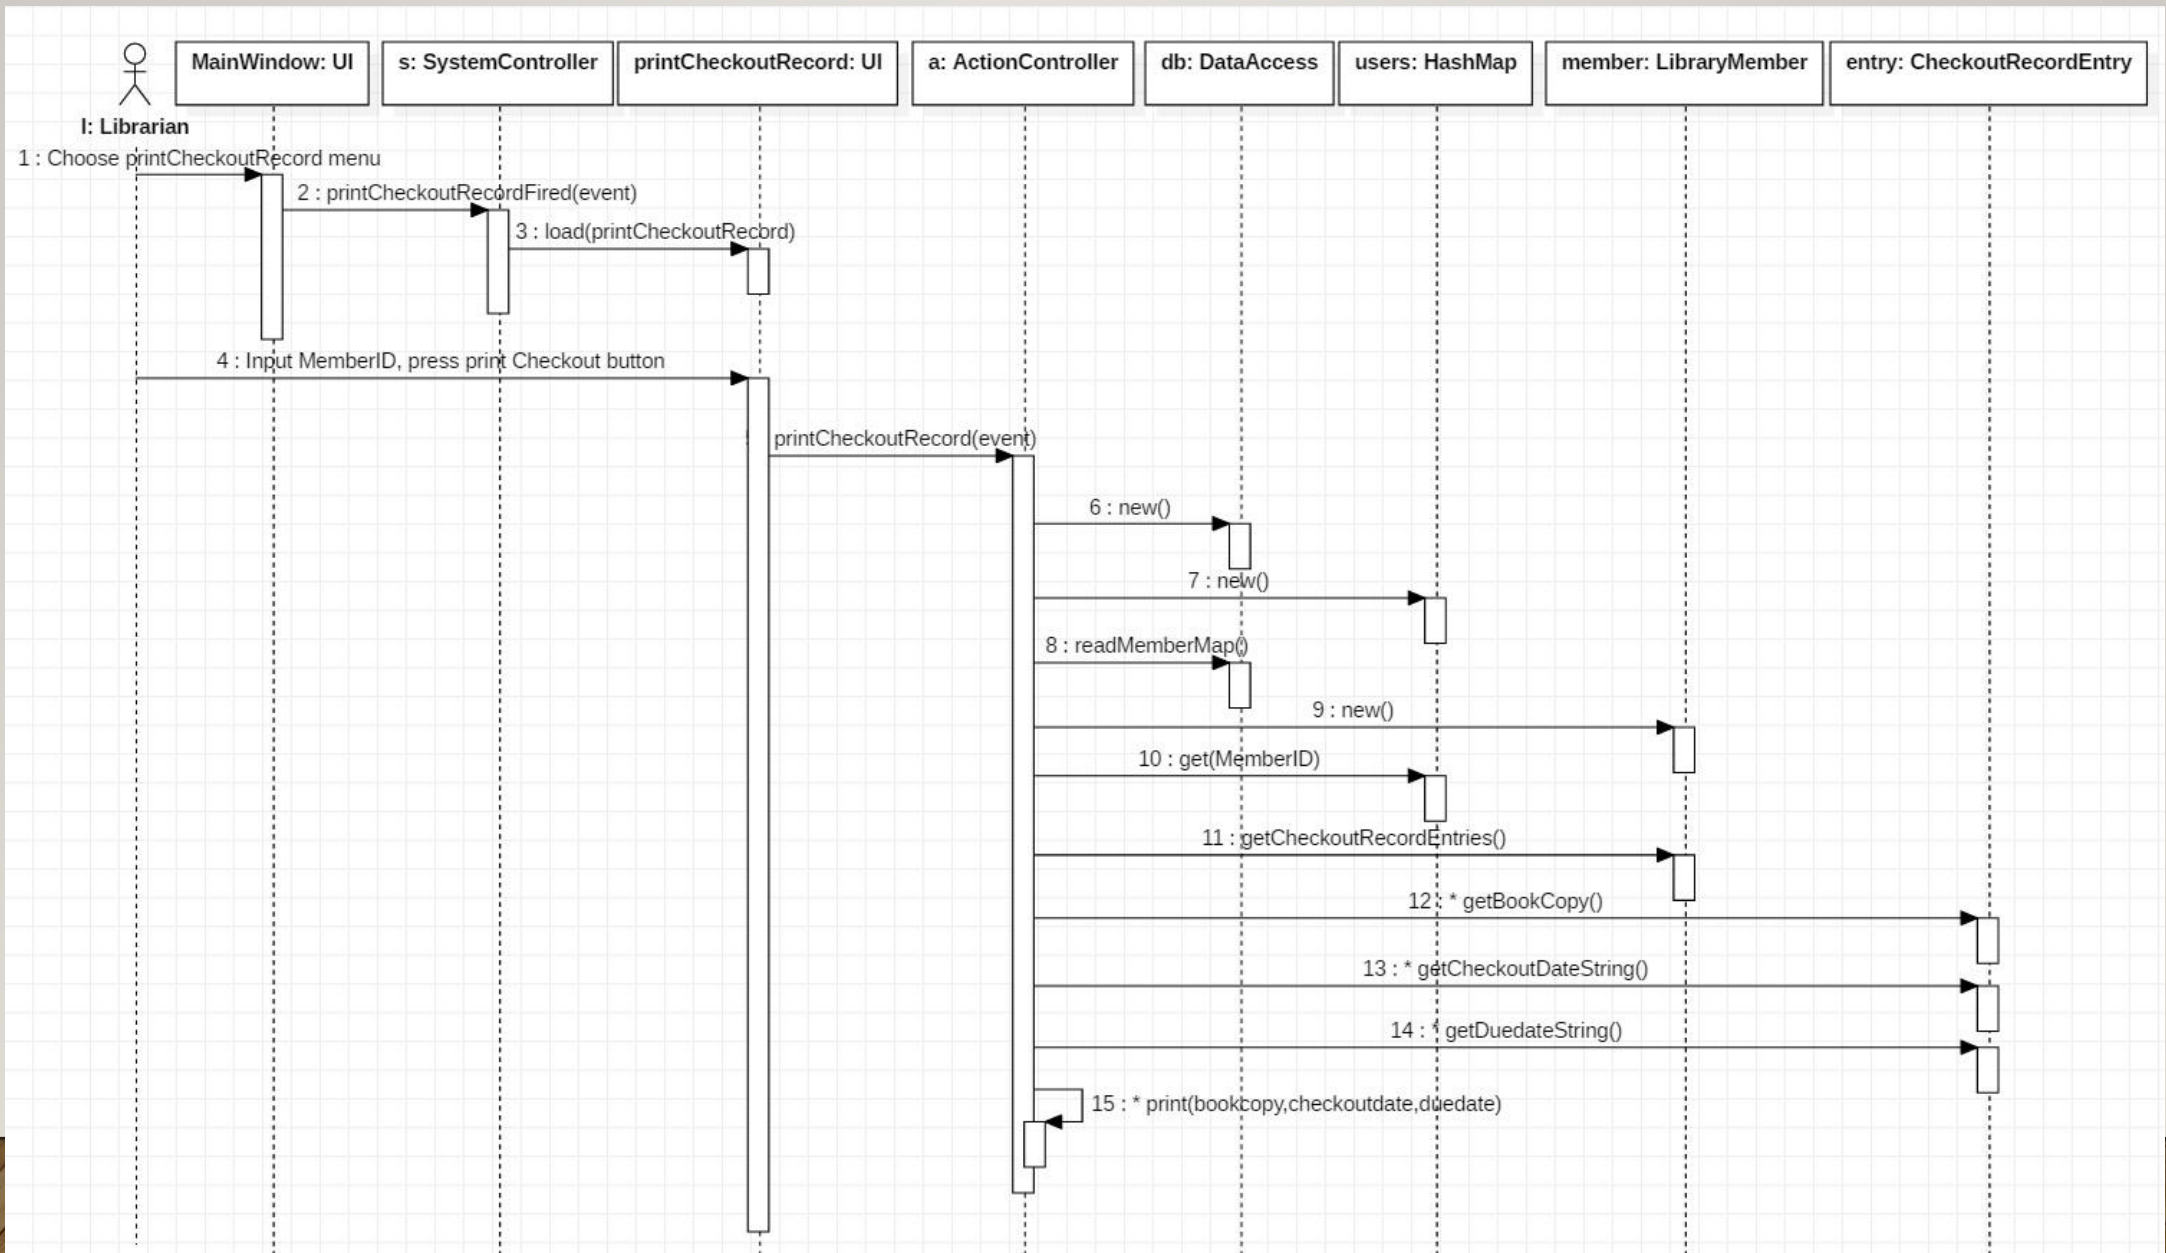 MainWindow: UI
s: SystemController
printCheckoutRecord: UI
a: ActionController
db: DataAccess
users: HashMap
member: LibraryMember
entry: CheckoutRecordEntry
l: Librarian
1 : Choose printCheckoutRecord menu
2 : printCheckoutRecordFired(event)
3 : load(printCheckoutRecord)
4 : Input MemberID, press print Checkout button
printCheckoutRecord(event)
6 : new()
7 : new()
8 : readMemberMap()
9 : new()
10 : get(MemberID)
11 : getCheckoutRecordEntries()
12 : * getBookCopy()
13 : * getCheckoutDateString()
14 : * getDuedateString()
15 : * print(bookcopy,checkoutdate,duedate)